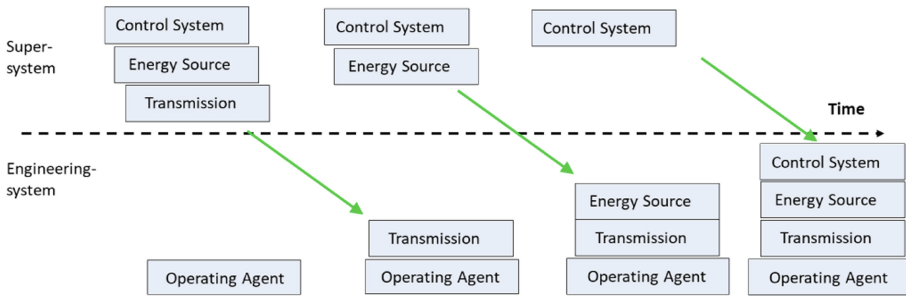 Super-
system
Control System
Energy Source
Transmission
Control System
Energy Source
Control System
Time
Engineering-
system
Operating Agent
Transmission
Operating Agent
Energy Source
Transmission
Operating Agent
Control System
Energy Source
Transmission
Operating Agent